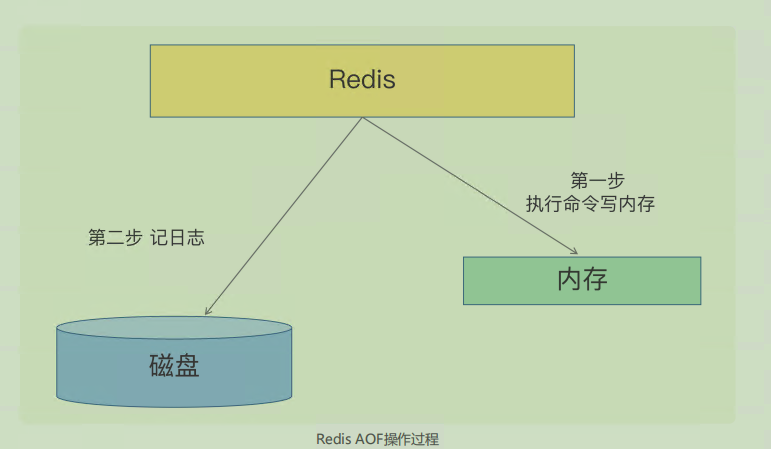 Redis
第一步
执行命令写内存
第二步 记日志
内存
磁盘
Redis AOF操作过程